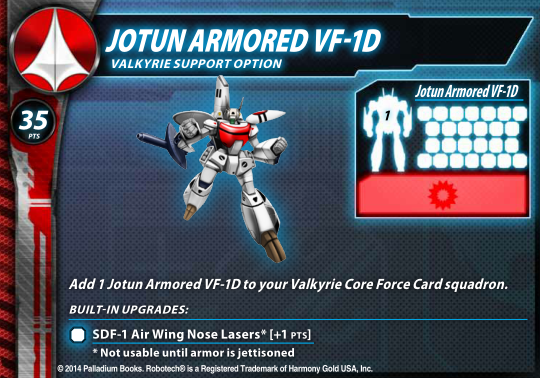 JOTUN ARMORED VF-1D
VALKYRIE SUPPORT OPTION
35
PTS
Jotun Armored VF-1D
1
Add 1 Jotun Armored VF-1D to your Valkyrie Core Force Card squadron.
BUILT-IN UPGRADES:
SDF-1 Air Wing Nose Lasers* [+1 PTS]
* Not usable until armor is jettisoned
© 2014 Palladium Books. Robotech® is a Registered Trademark of Harmony Gold USA, Inc.